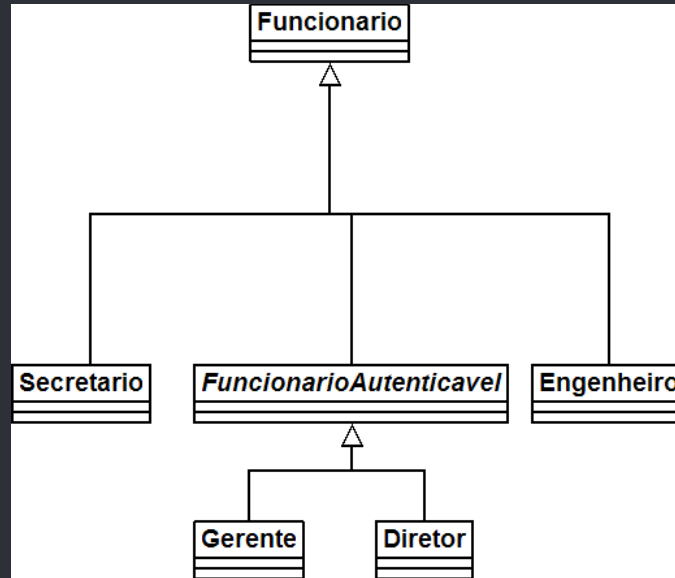 Funcionario
Secretario
FuncionarioAutenticavel
Engenheiro
Gerente
Diretor